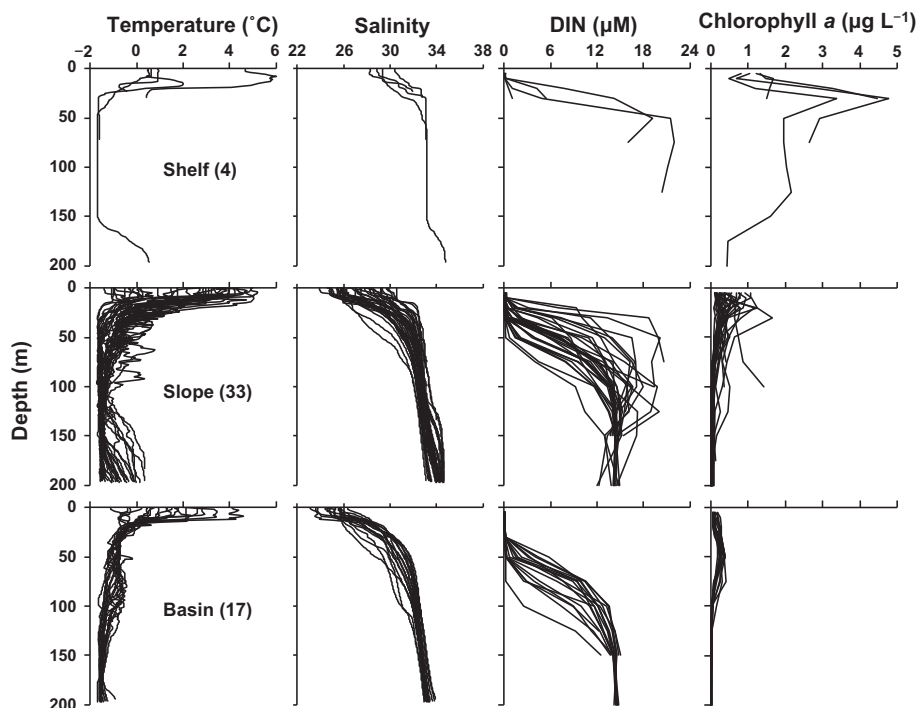 Temperature (˚C) Salinity DIN (µM) Chlorophyll a (µg L⁻¹)
−2 0 2 4 6 22 26 30 34 38 0 6 12 18 24 0 1 2 3 4 5
0
50
100
150
200
Shelf (4)
0
50
100
150
200
Slope (33)
Depth (m)
0
50
100
150
200
Basin (17)